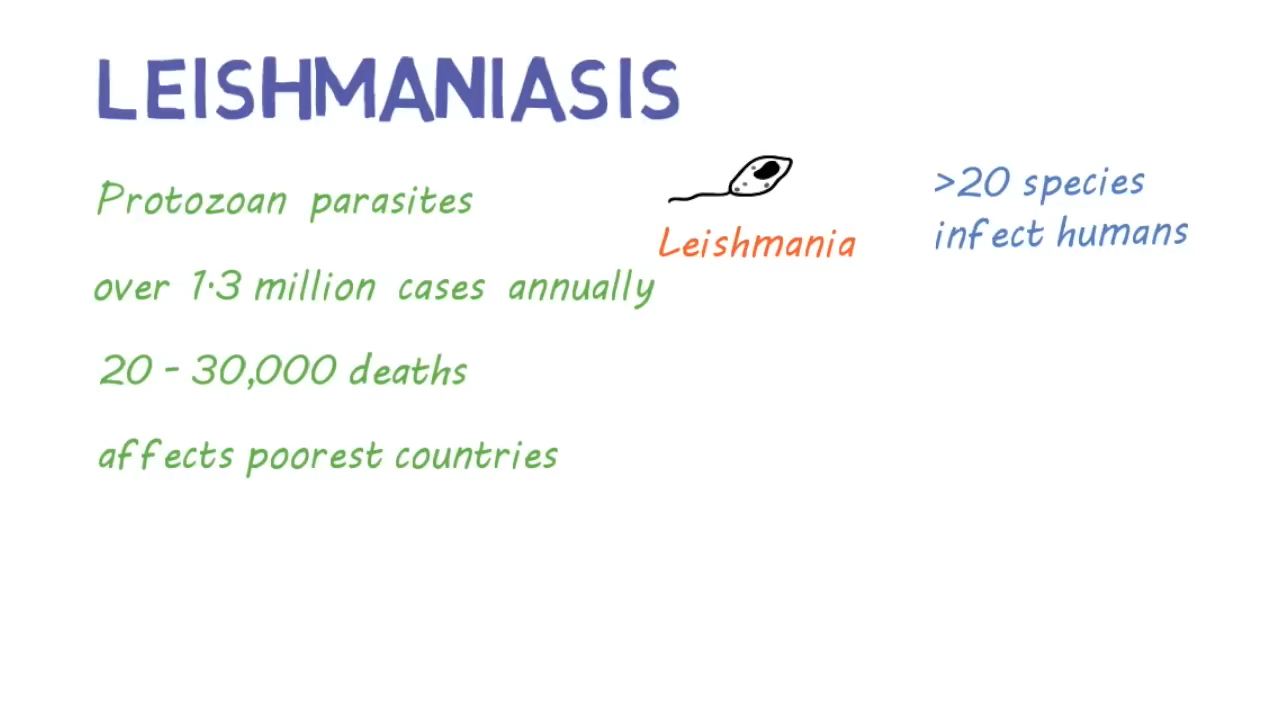 LEISHMANIASIS
Protozoan parasites
Leishmania
>20 species
infect humans
over 1·3 million cases annually
20 - 30,000 deaths
affects poorest countries